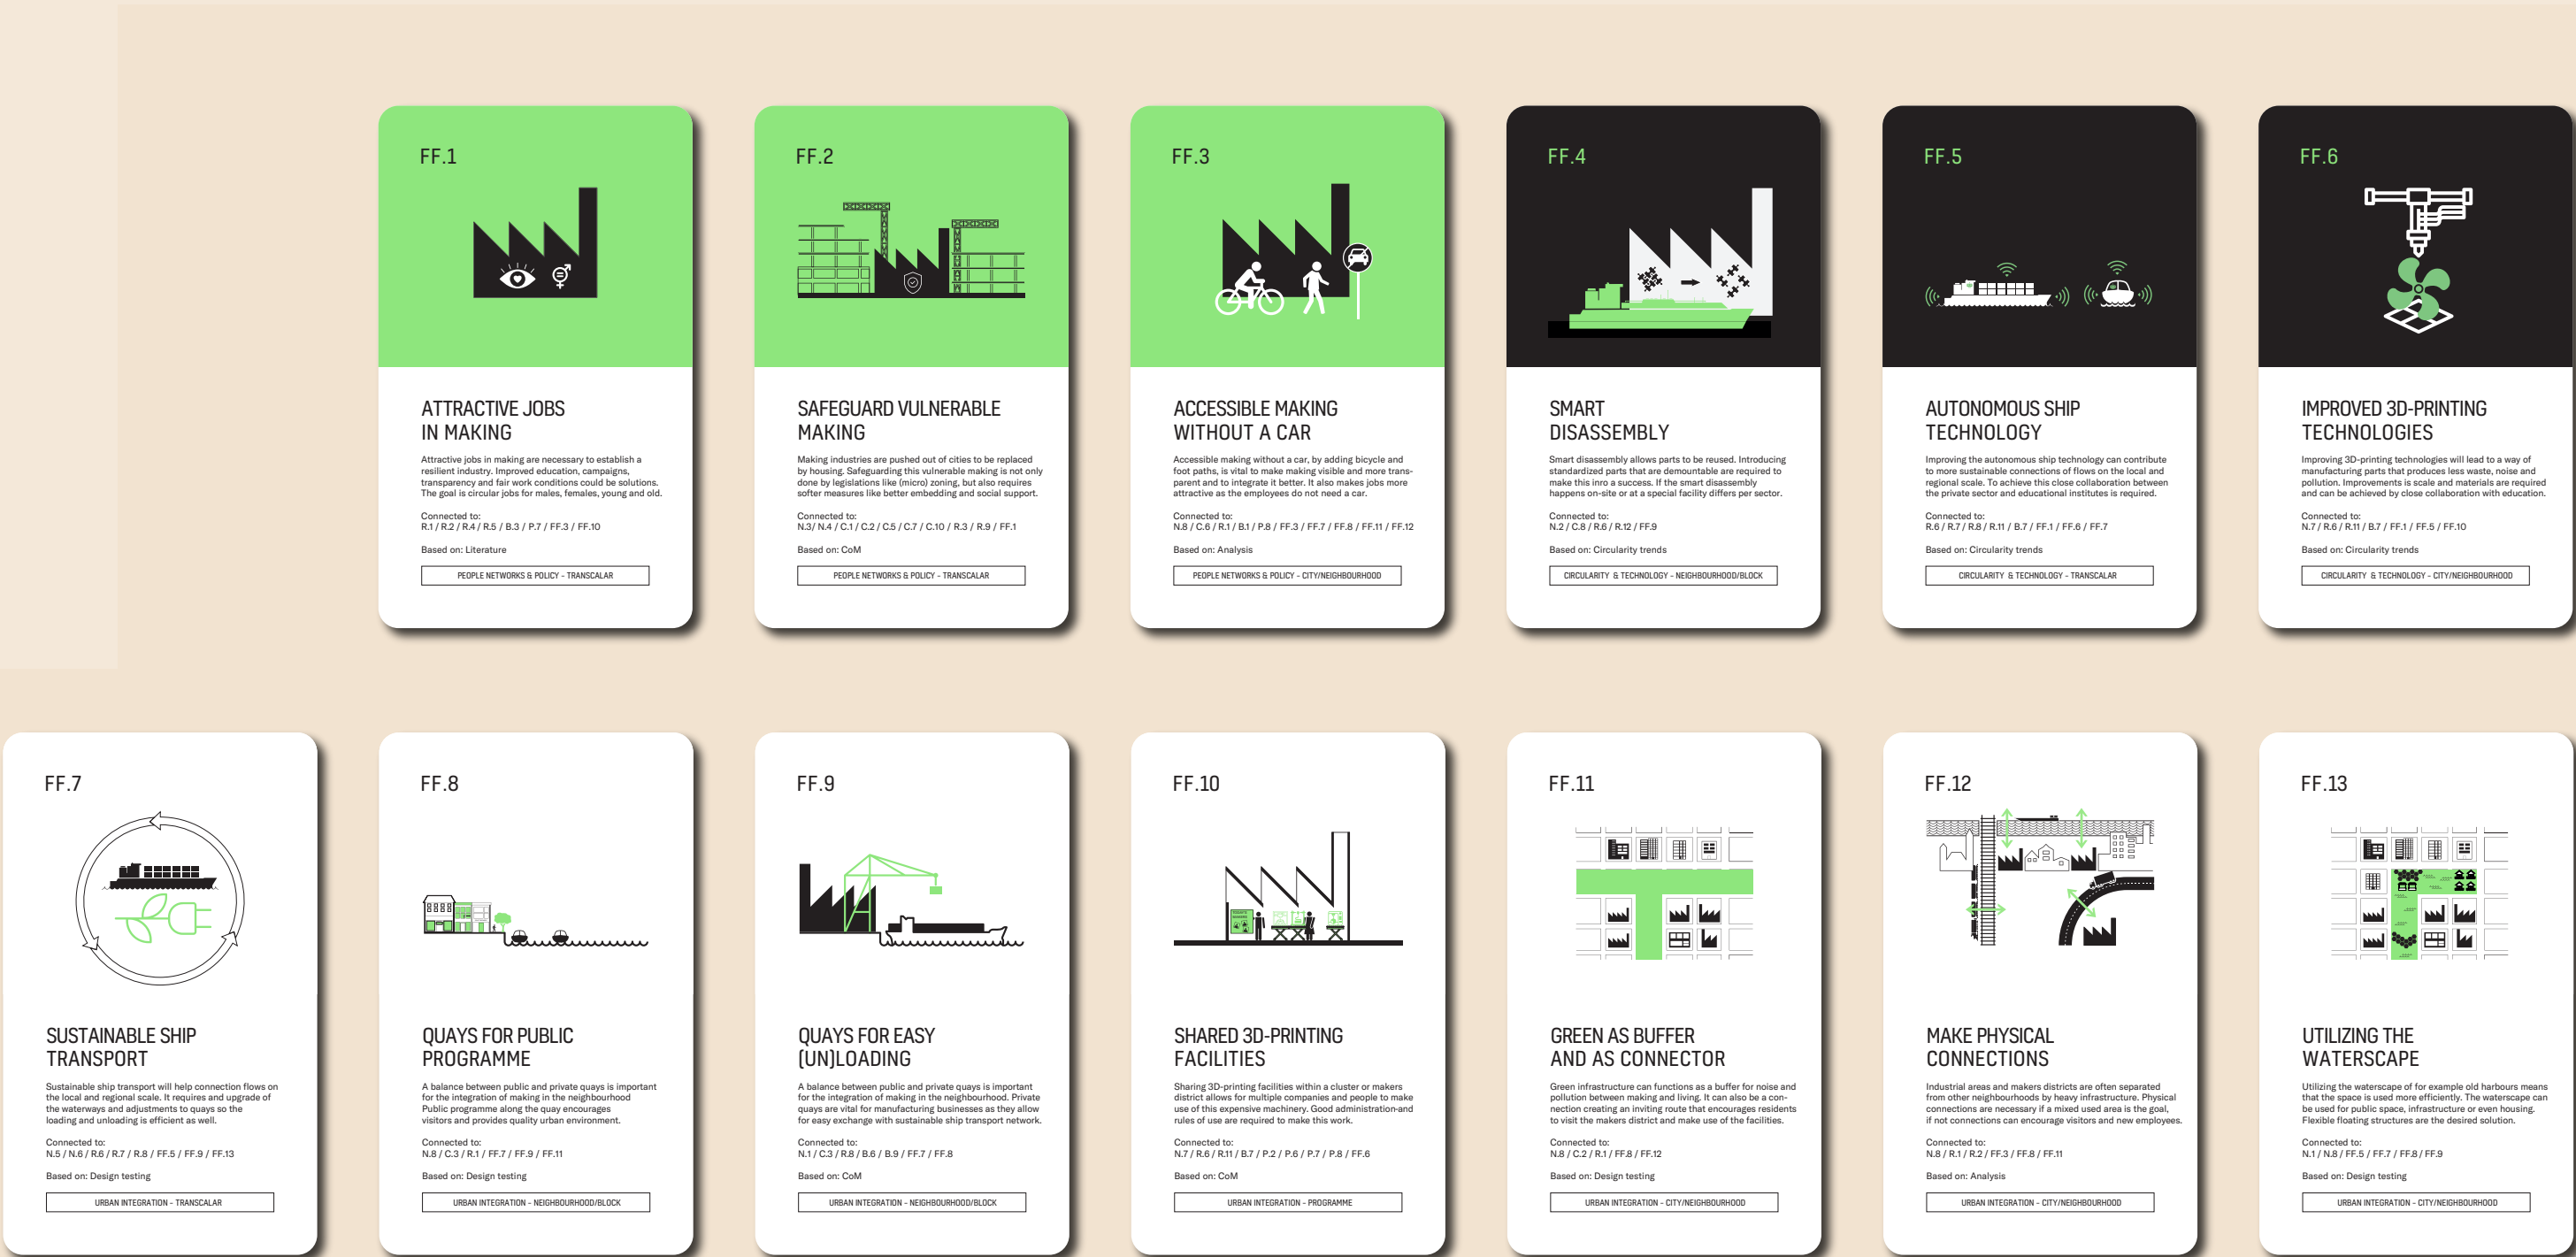 FF.1
ATTRACTIVE JOBS
IN MAKING
Attractive jobs in making are necessary to establish a
resilient industry. Improved education, campaigns,
transparency and fair work conditions could be solutions.
The goal is circular jobs for males, females, young and old.
Connected to:
R.1 / R.2 / R.4 / R.5 / B.3 / P.7 / FF.3 / FF.10
Based on: Literature
PEOPLE NETWORKS & POLICY - TRANSCALAR
FF.2
SAFEGUARD VULNERABLE
MAKING
Making industries are pushed out of cities to be replaced
by housing. Safeguarding this vulnerable making is not only
done by legislations like (micro) zoning, but also requires
softer measures like better embedding and social support.
Connected to:
N.3/ N.4 / C.1 / C.2 / C.5 / C.7 / C.10 / R.3 / R.9 / FF.1
Based on: CoM
PEOPLE NETWORKS & POLICY - TRANSCALAR
FF.3
ACCESSIBLE MAKING
WITHOUT A CAR
Accessible making without a car, by adding bicycle and
foot paths, is vital to make making visible and more trans-
parent and to integrate it better. It also makes jobs more
attractive as the employees do not need a car.
Connected to:
N.8 / C.6 / R.1 / B.1 / P.8 / FF.3 / FF.7 / FF.8 / FF.11 / FF.12
Based on: Analysis
PEOPLE NETWORKS & POLICY - CITY/NEIGHBOURHOOD
FF.4
SMART
DISASSEMBLY
Smart disassembly allows parts to be reused. Introducing
standardized parts that are demountable are required to
make this inro a success. If the smart disassembly
happens on-site or at a special facility differs per sector.
Connected to:
N.2 / C.8 / R.6 / R.12 / FF.9
Based on: Circularity trends
CIRCULARITY & TECHNOLOGY - NEIGHBOURHOOD/BLOCK
FF.5
AUTONOMOUS SHIP
TECHNOLOGY
Improving the autonomous ship technology can contribute
to more sustainable connections of flows on the local and
regional scale. To achieve this close collaboration between
the private sector and educational institutes is required.
Connected to:
R.6 / R.7 / R.8 / R.11 / B.7 / FF.1 / FF.6 / FF.7
Based on: Circularity trends
CIRCULARITY & TECHNOLOGY - TRANSCALAR
FF.6
IMPROVED 3D-PRINTING
TECHNOLOGIES
Improving 3D-printing technologies will lead to a way of
manufacturing parts that produces less waste, noise and
pollution. Improvements is scale and materials are required
and can be achieved by close collaboration with education.
Connected to:
N.7 / R.6 / R.11 / B.7 / FF.1 / FF.5 / FF.10
Based on: Circularity trends
CIRCULARITY & TECHNOLOGY - CITY/NEIGHBOURHOOD
FF.7
SUSTAINABLE SHIP
TRANSPORT
Sustainable ship transport will help connection flows on
the local and regional scale. It requires and upgrade of
the waterways and adjustments to quays so the
loading and unloading is efficient as well.
Connected to:
N.5 / N.6 / R.6 / R.7 / R.8 / FF.5 / FF.9 / FF.13
Based on: Design testing
URBAN INTEGRATION - TRANSCALAR
FF.8
QUAYS FOR PUBLIC
PROGRAMME
A balance between public and private quays is important
for the integration of making in the neighbourhood
Public programme along the quay encourages
visitors and provides quality urban environment.
Connected to:
N.8 / C.3 / R.1 / FF.7 / FF.9 / FF.11
Based on: Design testing
URBAN INTEGRATION - NEIGHBOURHOOD/BLOCK
FF.9
QUAYS FOR EASY
(UN)LOADING
A balance between public and private quays is important
for the integration of making in the neighbourhood. Private
quays are vital for manufacturing businesses as they allow
for easy exchange with sustainable ship transport network.
Connected to:
N.1 / C.3 / R.8 / B.6 / B.9 / FF.7 / FF.8
Based on: CoM
URBAN INTEGRATION - NEIGHBOURHOOD/BLOCK
FF.10
SHARED 3D-PRINTING
FACILITIES
Sharing 3D-printing facilities within a cluster or makers
district allows for multiple companies and people to make
use of this expensive machinery. Good administration-and
rules of use are required to make this work.
Connected to:
N.7 / R.6 / R.11 / B.7 / P.2 / P.6 / P.7 / P.8 / FF.6
Based on: CoM
URBAN INTEGRATION - PROGRAMME
FF.11
GREEN AS BUFFER
AND AS CONNECTOR
Green infrastructure can functions as a buffer for noise and
pollution between making and living. It can also be a con-
nection creating an inviting route that encourages residents
to visit the makers district and make use of the facilities.
Connected to:
N.8 / C.2 / R.1 / FF.8 / FF.12
Based on: Design testing
URBAN INTEGRATION - CITY/NEIGHBOURHOOD
FF.12
MAKE PHYSICAL
CONNECTIONS
Industrial areas and makers districts are often separated
from other neighbourhoods by heavy infrastructure. Physical
connections are necessary if a mixed used area is the goal,
if not connections can encourage visitors and new employees.
Connected to:
N.8 / R.1 / R.2 / FF.3 / FF.8 / FF.11
Based on: Analysis
URBAN INTEGRATION - CITY/NEIGHBOURHOOD
FF.13
UTILIZING THE
WATERSCAPE
Utilizing the waterscape of for example old harbours means
that the space is used more efficiently. The waterscape can
be used for public space, infrastructure or even housing.
Flexible floating structures are the desired solution.
Connected to:
N.1 / N.8 / FF.5 / FF.7 / FF.8 / FF.9
Based on: Design testing
URBAN INTEGRATION - CITY/NEIGHBOURHOOD